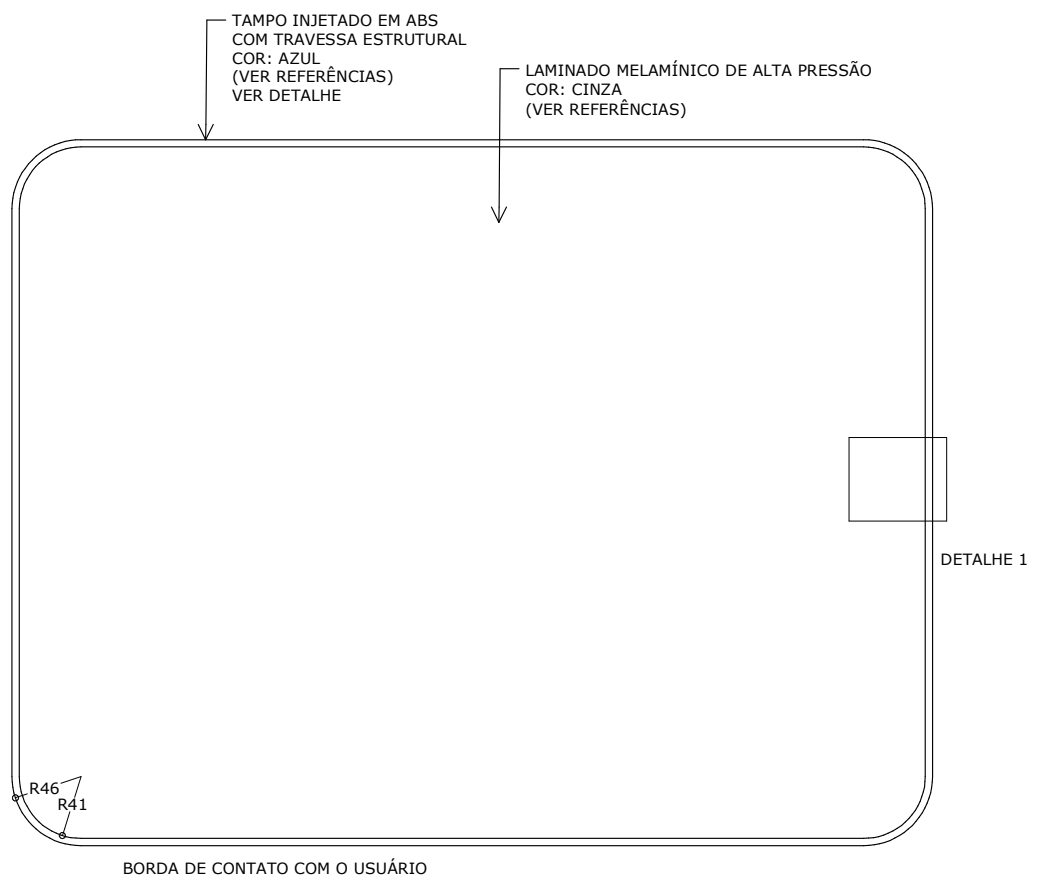 TAMPO INJETADO EM ABS
COM TRAVESSA ESTRUTURAL
COR: AZUL
(VER REFERÊNCIAS)
VER DETALHE
LAMINADO MELAMÍNICO DE ALTA PRESSÃO
COR: CINZA
(VER REFERÊNCIAS)
DETALHE 1
R46
R41
BORDA DE CONTATO COM O USUÁRIO